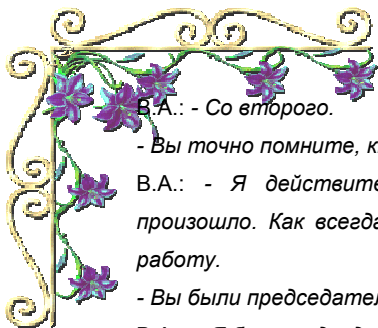 В.А.: - Со второго.
- Вы точно помните, к
В.А.: - Я действите
произошло. Как всегда
работу.
- Вы были председател